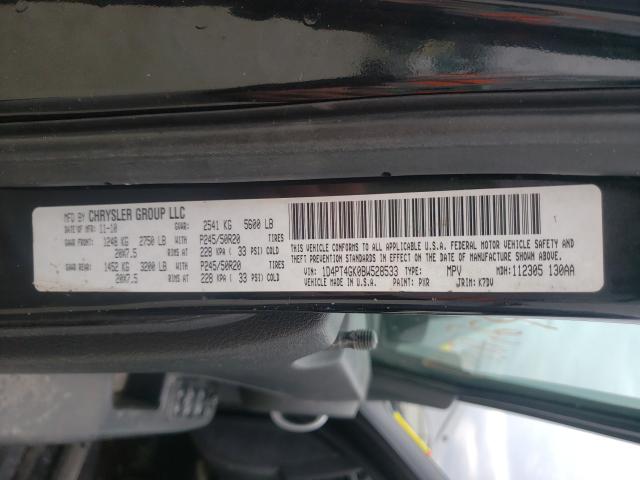 MFD BY CHRYSLER GROUP LLC
DATE OF MFR: 11-10 GVWR: 2541 KG 5600 LB
GAWR FRONT: 1248 KG 2750 LB P245/50R20 TIRES
20X7.5 RIMS AT 228 KPA ( 33 PSI) COLD
GAWR REAR: 1452 KG 3200 LB P245/50R20 TIRES
20X7.5 RIMS AT 228 KPA ( 33 PSI) COLD
THIS VEHICLE CONFORMS TO ALL APPLICABLE
U.S.A. FEDERAL MOTOR VEHICLE SAFETY AND
THEFT PREVENTION STANDARDS IN EFFECT ON THE
DATE OF MANUFACTURE SHOWN ABOVE.
VIN: 1D4PT4GK0BW520533 TYPE: MPV MDH: 112305 130AA
VEHICLE MADE IN U.S.A. PAINT: PXR TRIM: K7DV